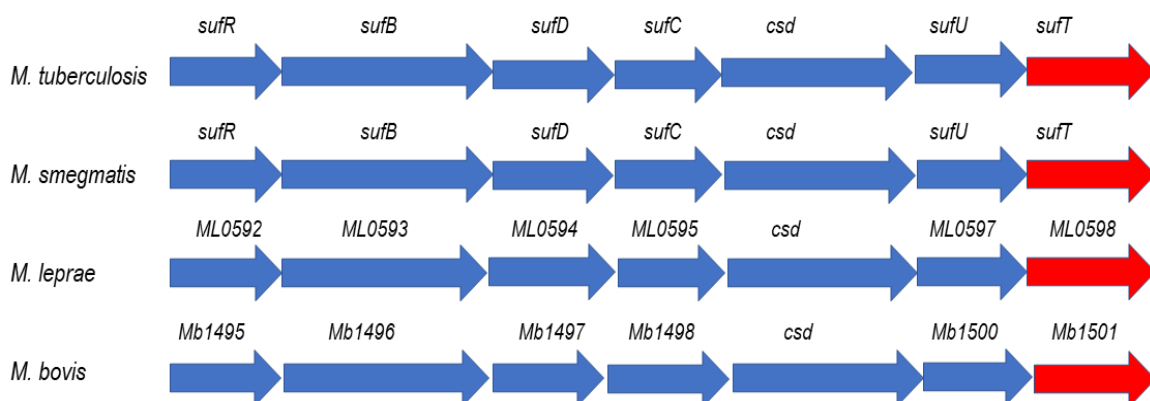 sufR sufB sufD sufC csd sufU sufT
M. tuberculosis
sufR sufB sufD sufC csd sufU sufT
M. smegmatis
ML0592 ML0593 ML0594 ML0595 csd ML0597 ML0598
M. leprae
Mb1495 Mb1496 Mb1497 Mb1498 csd Mb1500 Mb1501
M. bovis